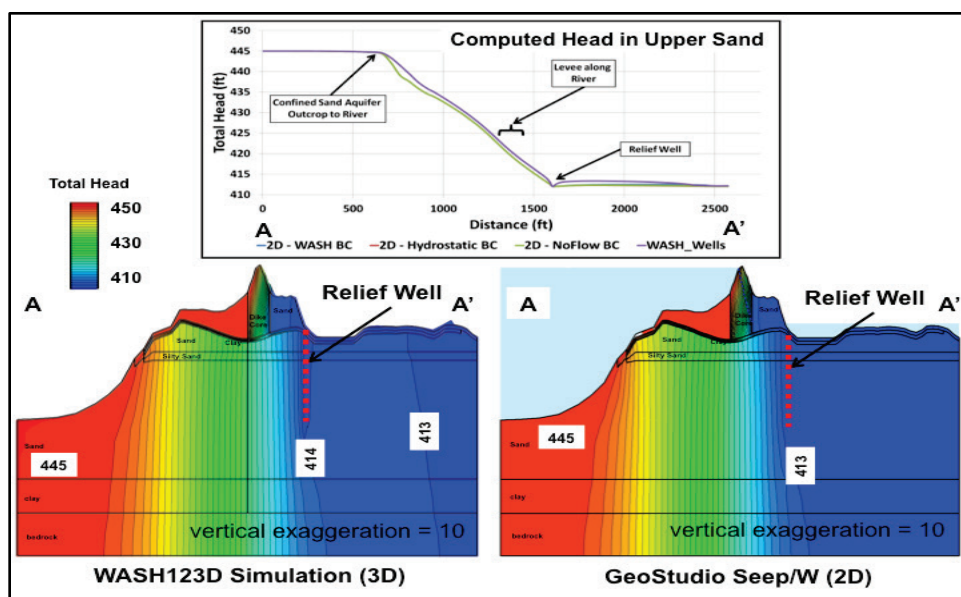 Computed Head in Upper Sand
450
445
440
435
430
425
420
415
410
Total Head (ft)
Confined Sand Aquifer
Outcrop to River
Levee along
River
Relief Well
0
500
1000
1500
2000
2500
A
Distance (ft)
A’
2D - WASH BC
2D - Hydrostatic BC
2D - NoFlow BC
WASH_Wells
Total Head
450
430
410
A
Relief Well
A’
Sand
Dike
Core
Sand
Clay
Silty Sand
Sand
445
414
413
clay
bedrock
vertical exaggeration = 10
WASH123D Simulation (3D)
A
Relief Well
A’
Dike
Core
Sand
Sand
Clay
Silty Sand
Sand
445
413
clay
bedrock
vertical exaggeration = 10
GeoStudio Seep/W (2D)